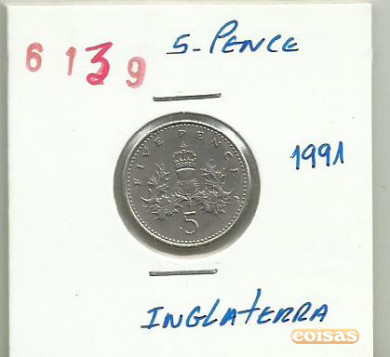 6139
5-PENCE
FIVE PENCE
5
1991
INGLATERRA
coisas